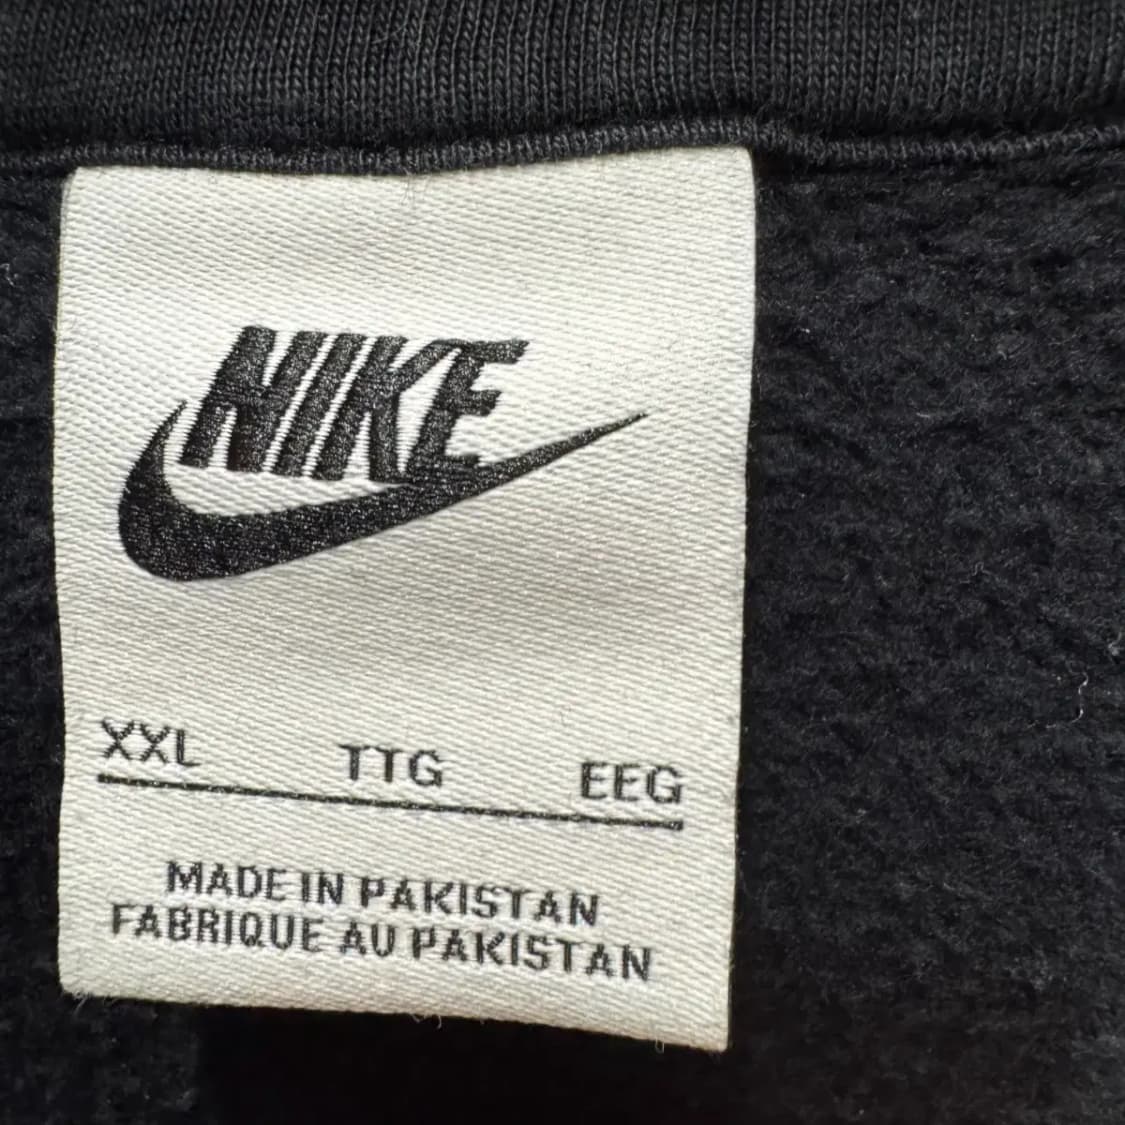 NIKE
XXL TTG EEG
MADE IN PAKISTAN
FABRIQUE AU PAKISTAN